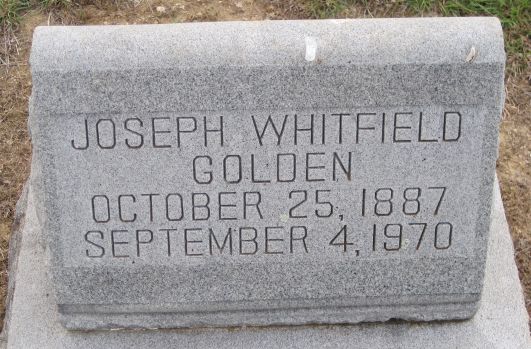 JOSEPH WHITFIELD
GOLDEN
OCTOBER 25, 1887
SEPTEMBER 4, 1970